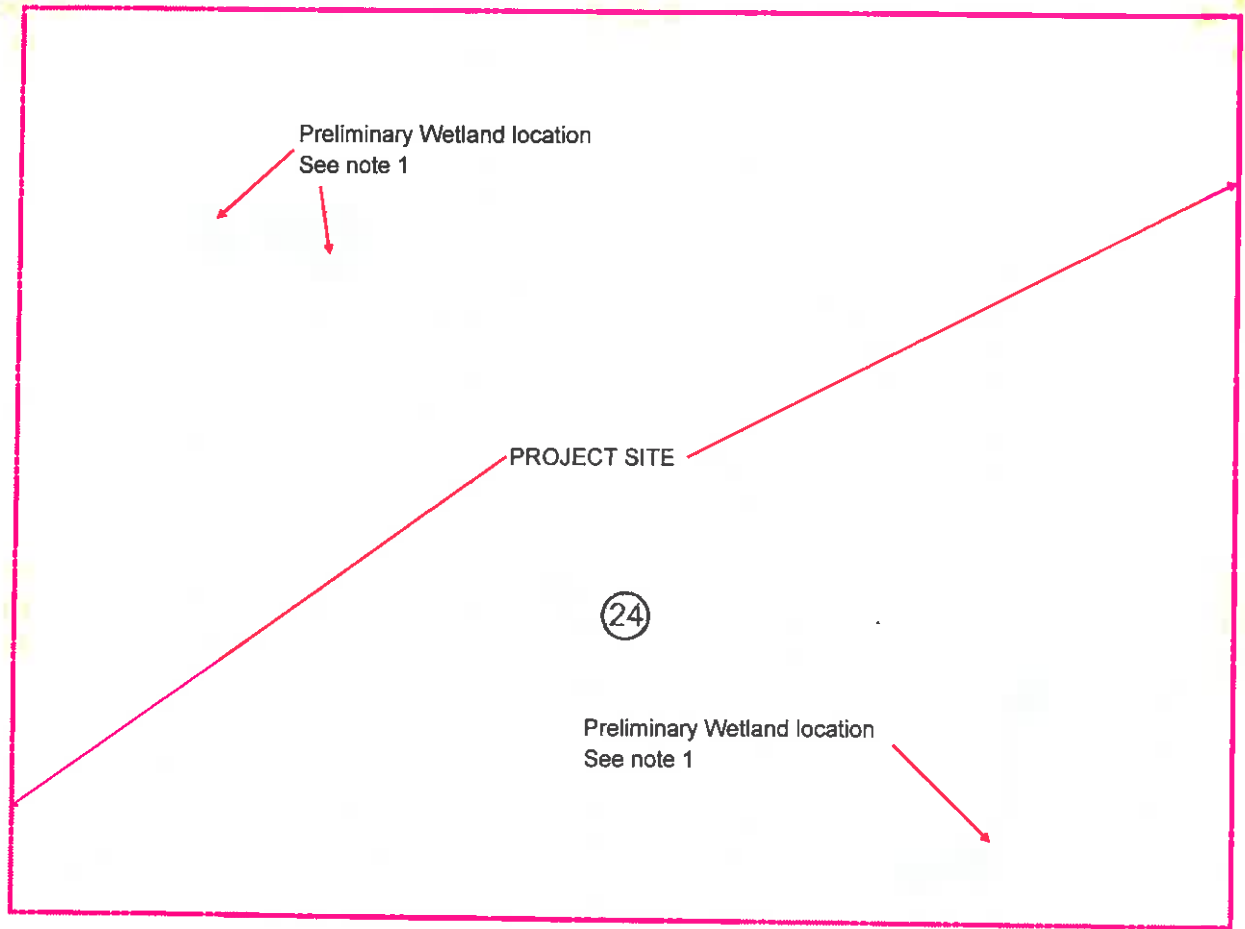 Preliminary Wetland location
See note 1
PROJECT SITE
24
Preliminary Wetland location
See note 1